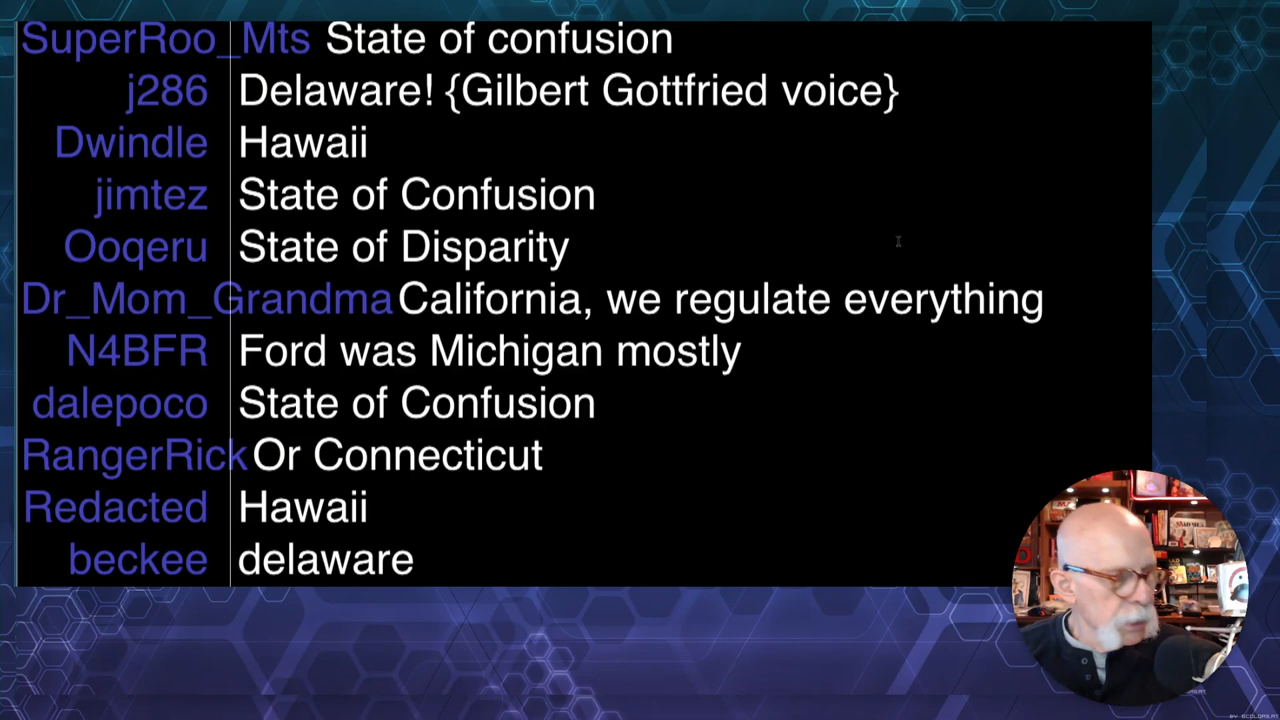 SuperRoo_Mts State of confusion
j286 Delaware! {Gilbert Gottfried voice}
Dwindle Hawaii
jimtez State of Confusion
Ooqeru State of Disparity
Dr_Mom_Grandma California, we regulate everything
N4BFR Ford was Michigan mostly
dalepoco State of Confusion
RangerRick Or Connecticut
Redacted Hawaii
beckee delaware